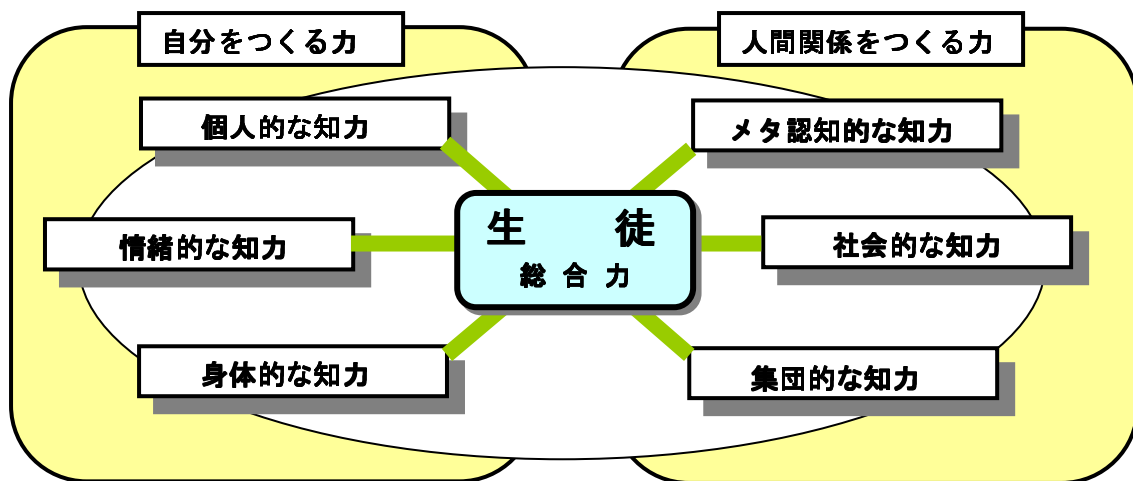 自分をつくる力
人間関係をつくる力
個人的な知力
メタ認知的な知力
生　　徒
総 合 力
情緒的な知力
社会的な知力
身体的な知力
集団的な知力